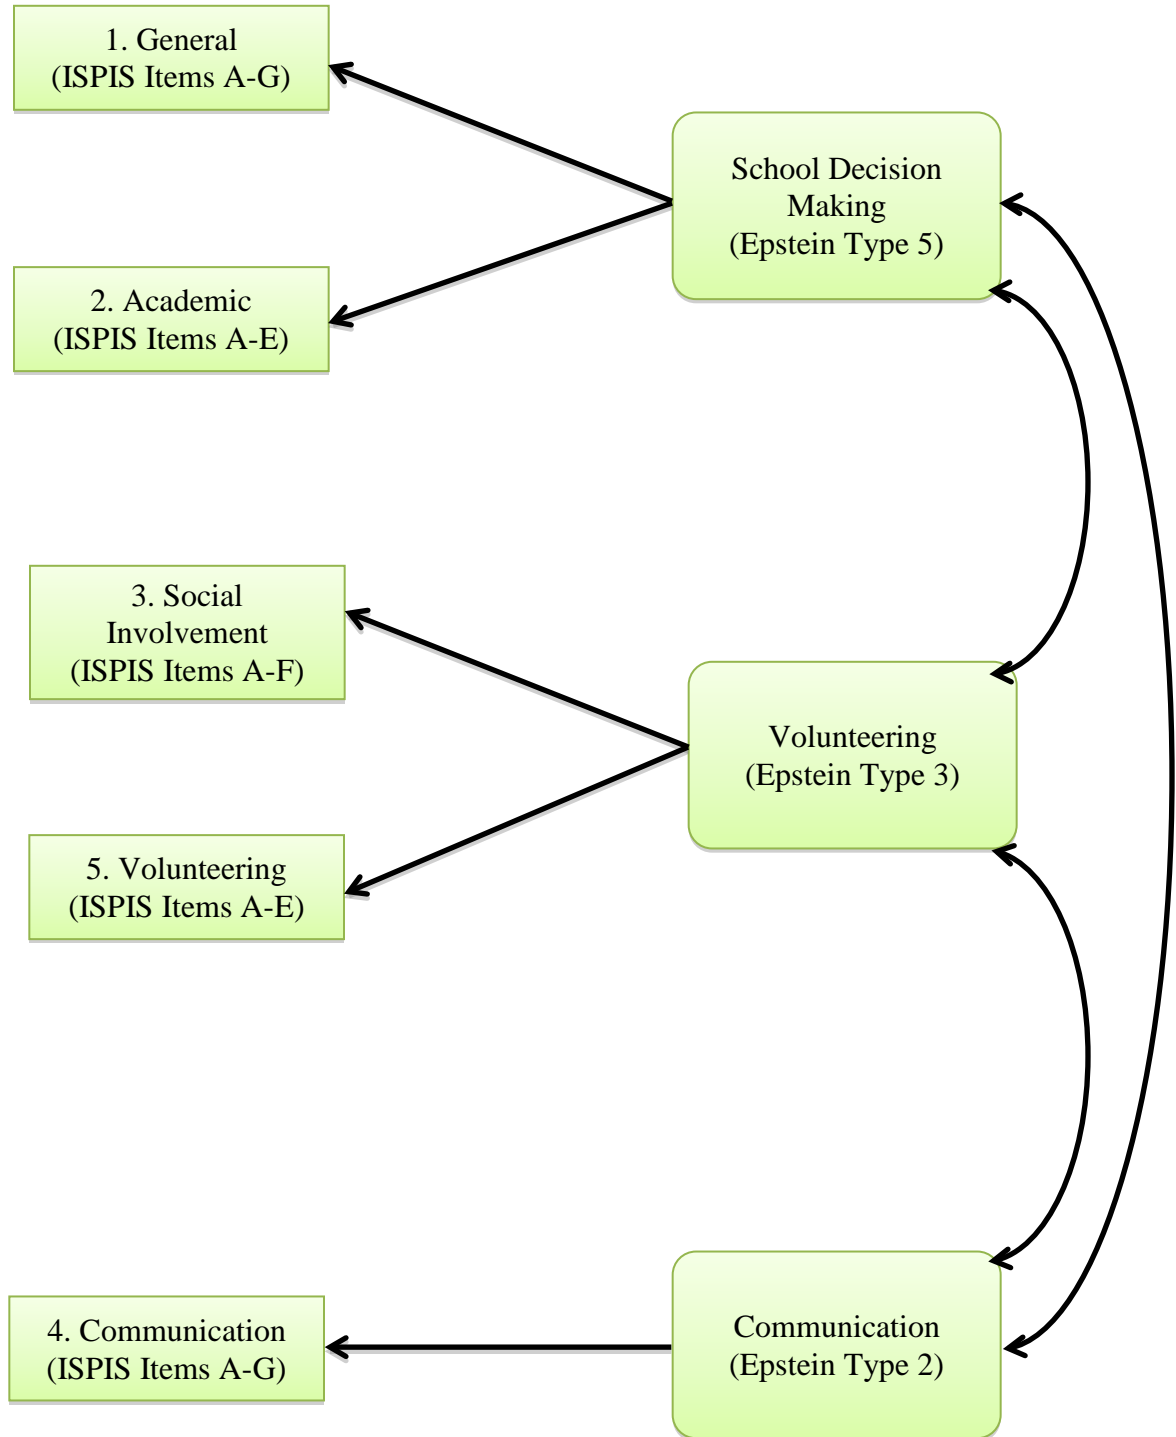 1. General
(ISPIS Items A-G)
School Decision
Making
(Epstein Type 5)
2. Academic
(ISPIS Items A-E)
3. Social
Involvement
(ISPIS Items A-F)
Volunteering
(Epstein Type 3)
5. Volunteering
(ISPIS Items A-E)
4. Communication
(ISPIS Items A-G)
Communication
(Epstein Type 2)